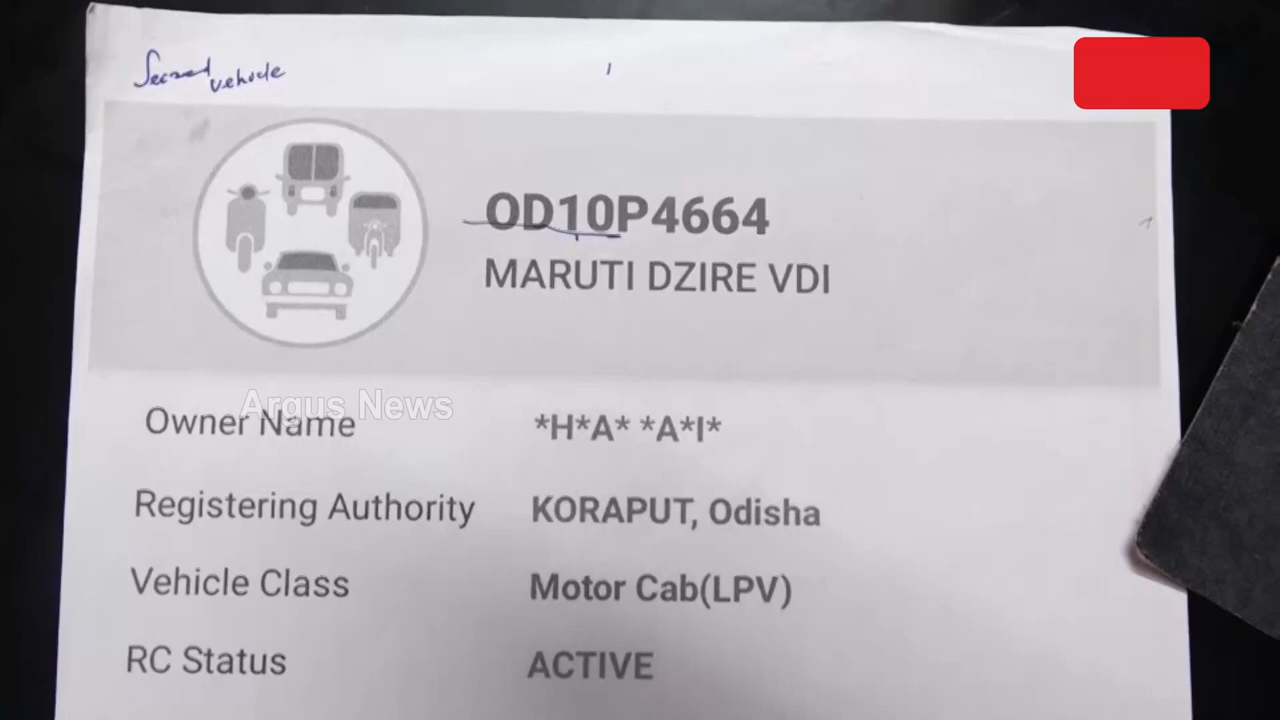 Second vehicle
OD10P4664
MARUTI DZIRE VDI
Argus News
Owner Name *H*A* *A*I*
Registering Authority KORAPUT, Odisha
Vehicle Class Motor Cab(LPV)
RC Status ACTIVE